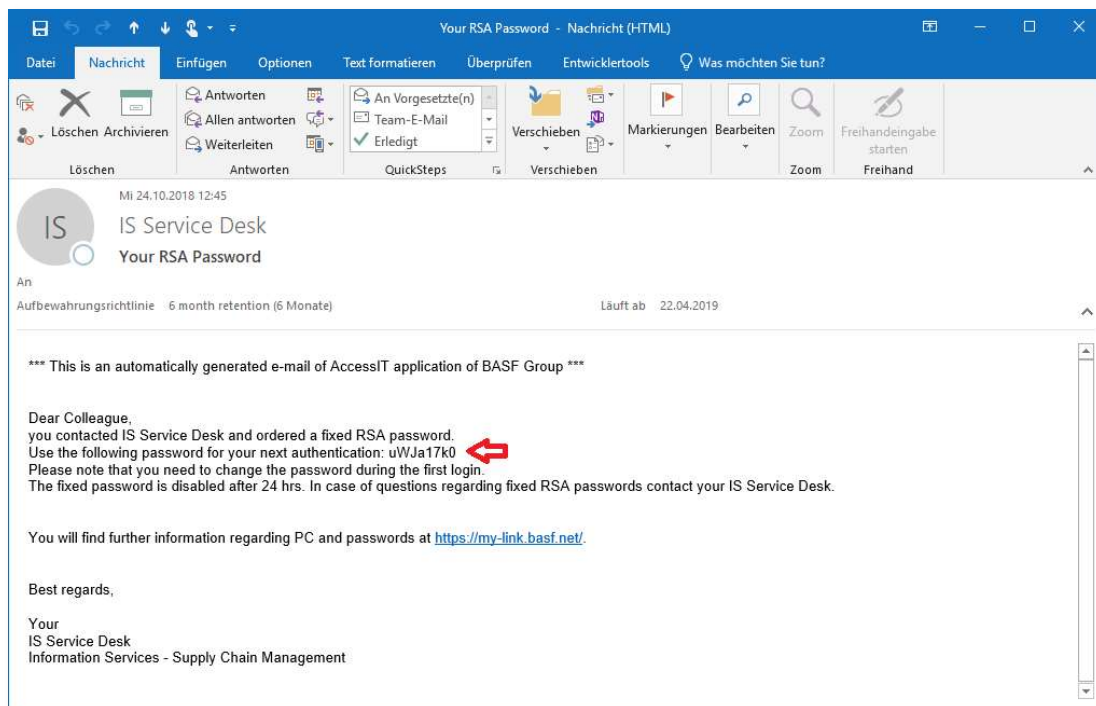 Your RSA Password - Nachricht (HTML)
Datei Nachricht Einfügen Optionen Text formatieren Überprüfen Entwicklertools Was möchten Sie tun?
Löschen Archivieren
Antworten
Allen antworten
Weiterleiten
An Vorgesetzte(n)
Team-E-Mail
Erledigt
Verschieben
Markierungen Bearbeiten Zoom Freihandeingabe
starten
Löschen Antworten QuickSteps Verschieben Zoom Freihand
Mi 24.10.2018 12:45
IS
IS Service Desk
Your RSA Password
An
Aufbewahrungsrichtlinie 6 month retention (6 Monate) Läuft ab 22.04.2019
*** This is an automatically generated e-mail of AccessIT application of BASF Group ***
Dear Colleague,
you contacted IS Service Desk and ordered a fixed RSA password.
Use the following password for your next authentication: uWJa17k0
Please note that you need to change the password during the first login.
The fixed password is disabled after 24 hrs. In case of questions regarding fixed RSA passwords contact your IS Service Desk.
You will find further information regarding PC and passwords at https://my-link.basf.net/.
Best regards,
Your
IS Service Desk
Information Services - Supply Chain Management